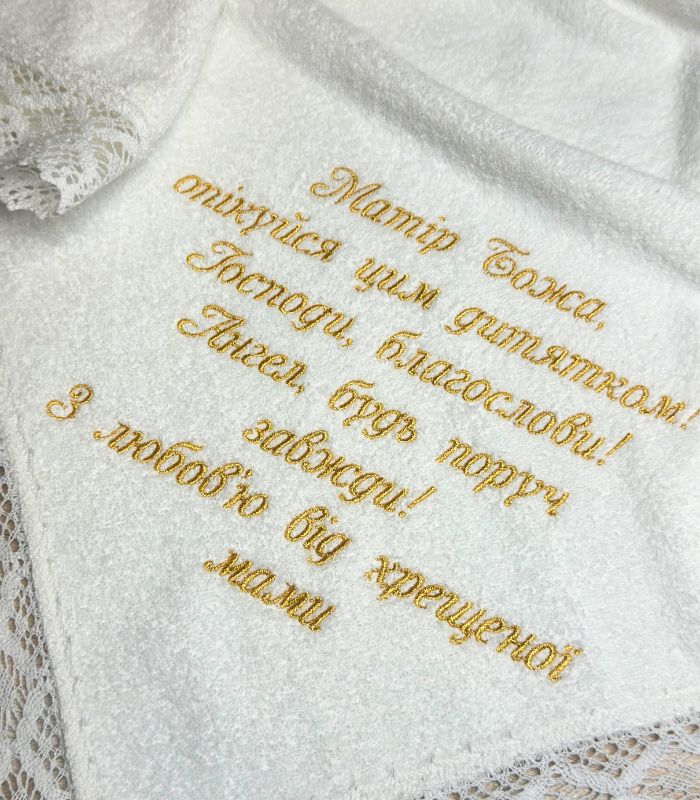 Матір Божа,
опікуйся цим дитятком!
Господи, благослови!
Ангел, будь поруч
завжди!
З любов'ю від хрещеної
мами